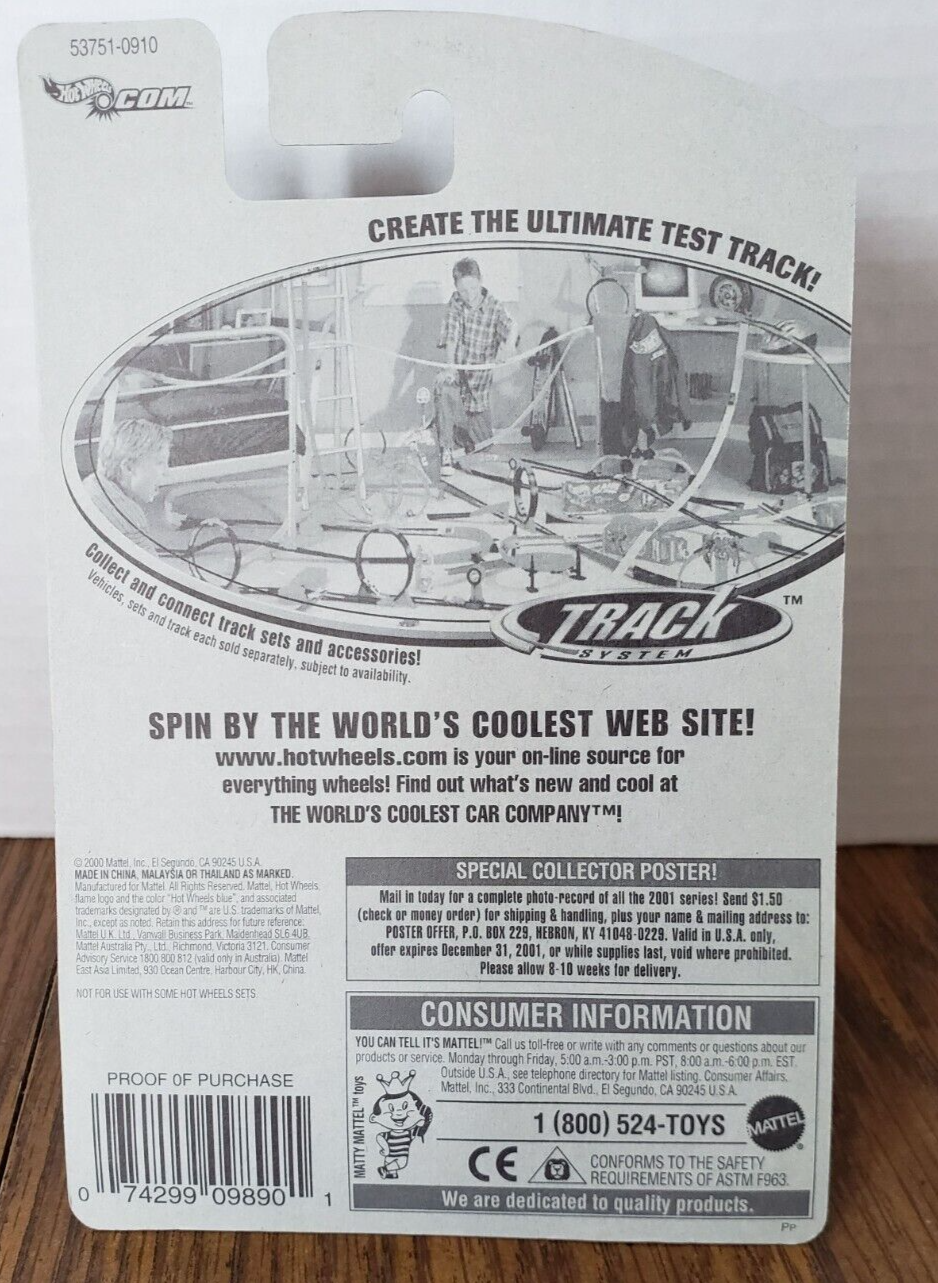 53751-0910
HOT WHEELS .COM™
CREATE THE ULTIMATE TEST TRACK!
Collect and connect track sets and accessories!
Vehicles, sets and track each sold separately, subject to availability.
TRACK ™
SYSTEM
SPIN BY THE WORLD'S COOLEST WEB SITE!
www.hotwheels.com is your on-line source for
everything wheels! Find out what's new and cool at
THE WORLD'S COOLEST CAR COMPANY™!
© 2000 Mattel, Inc., El Segundo, CA 90245 U.S.A.
MADE IN CHINA, MALAYSIA OR THAILAND AS MARKED.
Manufactured for Mattel. All Rights Reserved. Mattel, Hot Wheels,
flame logo and the color "Hot Wheels blue", and associated
trademarks designated by ® and ™ are U.S. trademarks of Mattel,
Inc., except as noted. Retain this address for future reference:
Mattel U.K. Ltd., Vanwall Business Park, Maidenhead SL6 4UB.
Mattel Australia Pty., Ltd., Richmond, Victoria 3121. Consumer
Advisory Service 1800 800 812 (valid only in Australia). Mattel
East Asia Limited, 930 Ocean Centre, Harbour City, HK, China.
NOT FOR USE WITH SOME HOT WHEELS SETS.
SPECIAL COLLECTOR POSTER!
Mail in today for a complete photo-record of all the 2001 series! Send $1.50
(check or money order) for shipping & handling, plus your name & mailing address to:
POSTER OFFER, P.O. BOX 229, HEBRON, KY 41048-0229. Valid in U.S.A. only,
offer expires December 31, 2001, or while supplies last, void where prohibited.
Please allow 8-10 weeks for delivery.
CONSUMER INFORMATION
YOU CAN TELL IT'S MATTEL!™ Call us toll-free or write with any comments or questions about our
products or service. Monday through Friday, 5:00 a.m.-3:00 p.m. PST, 8:00 a.m.-6:00 p.m. EST.
Outside U.S.A., see telephone directory for Mattel listing. Consumer Affairs,
Mattel, Inc., 333 Continental Blvd., El Segundo, CA 90245 U.S.A.
MATTY MATTEL™ toys
1 (800) 524-TOYS
MATTEL ®
CE
CONFORMS TO THE SAFETY
REQUIREMENTS OF ASTM F963.
We are dedicated to quality products.
PROOF OF PURCHASE
0 74299 09890 1
PP